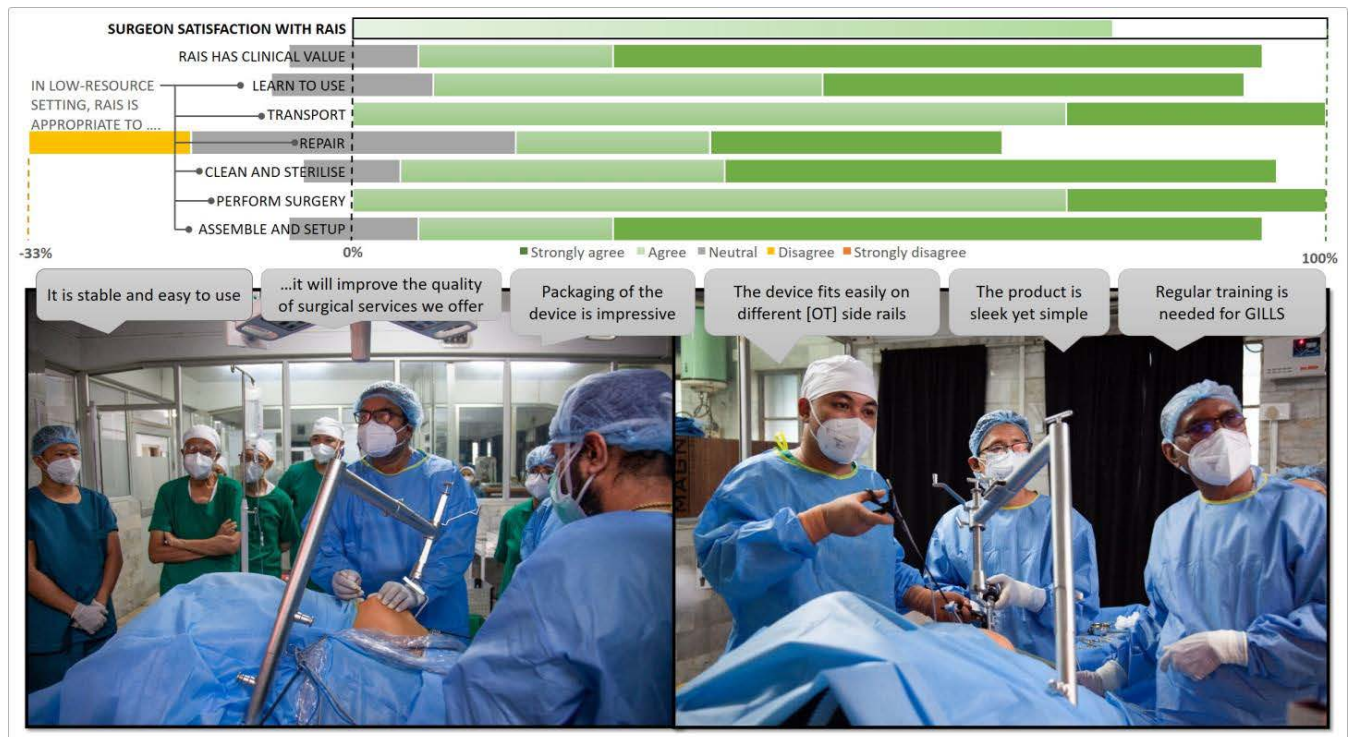 SURGEON SATISFACTION WITH RAIS
RAIS HAS CLINICAL VALUE
IN LOW-RESOURCE
SETTING, RAIS IS
APPROPRIATE TO ....
LEARN TO USE
TRANSPORT
REPAIR
CLEAN AND STERILISE
PERFORM SURGERY
ASSEMBLE AND SETUP
-33%
0%
Strongly agree
Agree
Neutral
Disagree
Strongly disagree
100%
It is stable and easy to use
...it will improve the quality
of surgical services we offer
Packaging of the
device is impressive
The device fits easily on
different [OT] side rails
The product is
sleek yet simple
Regular training is
needed for GILLS
MAGN